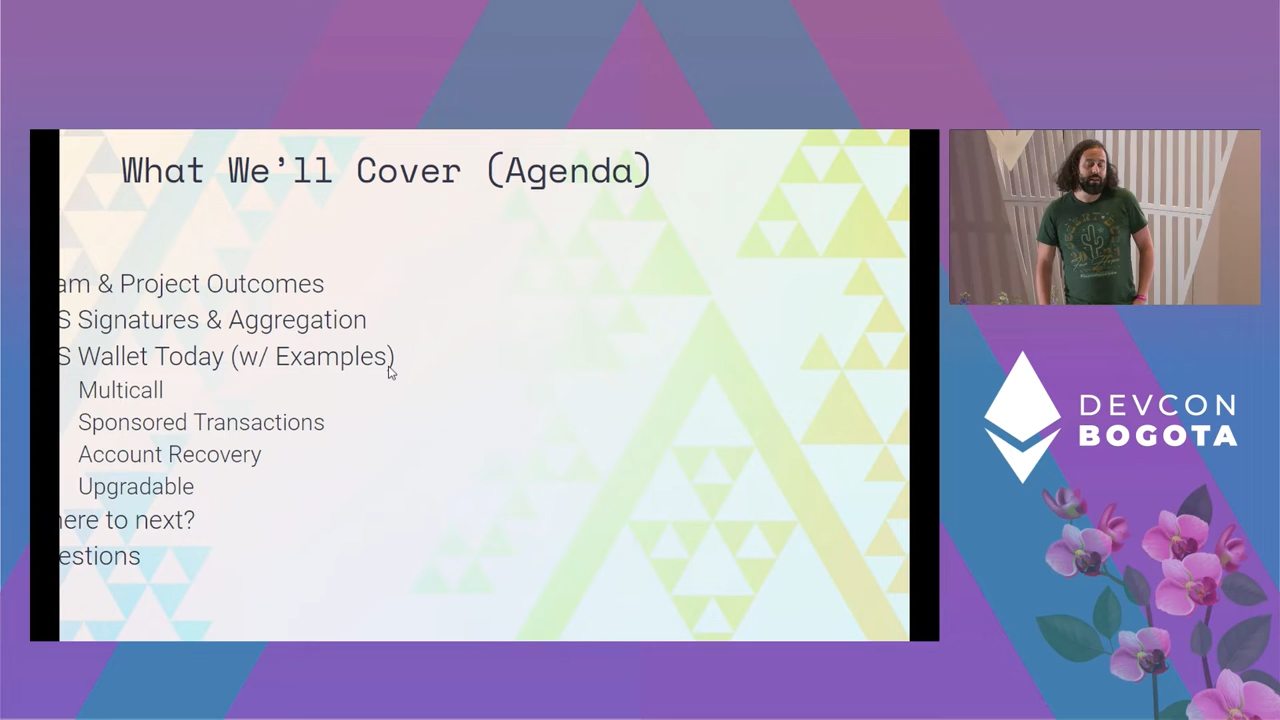 What We'll Cover (Agenda)
am & Project Outcomes
S Signatures & Aggregation
S Wallet Today (w/ Examples)
Multicall
Sponsored Transactions
Account Recovery
Upgradable
here to next?
estions
DEVCON
BOGOTA